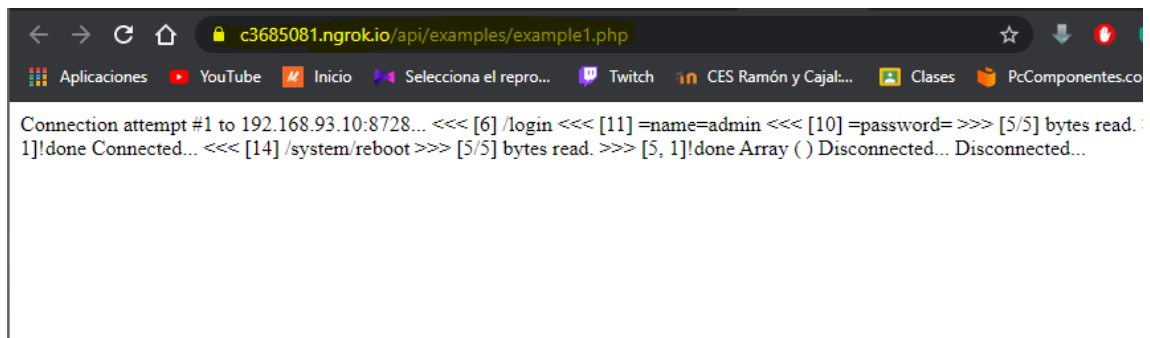 c3685081.ngrok.io/api/examples/example1.php
Aplicaciones YouTube Inicio Selecciona el repro... Twitch CES Ramón y Cajal:... Clases PcComponentes.co
Connection attempt #1 to 192.168.93.10:8728... <<< [6] /login <<< [11] =name=admin <<< [10] =password= >>> [5/5] bytes read.
1]!done Connected... <<< [14] /system/reboot >>> [5/5] bytes read. >>> [5, 1]!done Array ( ) Disconnected... Disconnected...